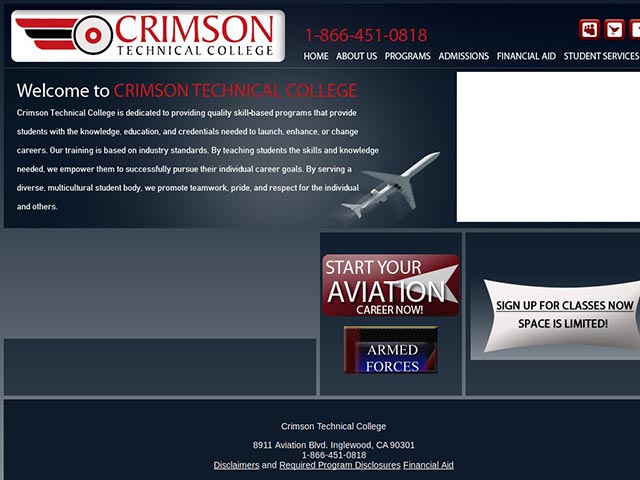 CRIMSON
TECHNICAL COLLEGE
1-866-451-0818
HOME ABOUT US PROGRAMS ADMISSIONS FINANCIAL AID STUDENT SERVICES
Welcome to CRIMSON TECHNICAL COLLEGE
Crimson Technical College is dedicated to providing quality skill-based programs that provide
students with the knowledge, education, and credentials needed to launch, enhance, or change
careers. Our training is based on industry standards. By teaching students the skills and knowledge
needed, we empower them to successfully pursue their individual career goals. By serving a
diverse, multicultural student body, we promote teamwork, pride, and respect for the individual
and others.
START YOUR
AVIATION
CAREER NOW!
ARMED
FORCES
SIGN UP FOR CLASSES NOW
SPACE IS LIMITED!
Crimson Technical College
8911 Aviation Blvd. Inglewood, CA 90301
1-866-451-0818
Disclaimers and Required Program Disclosures Financial Aid